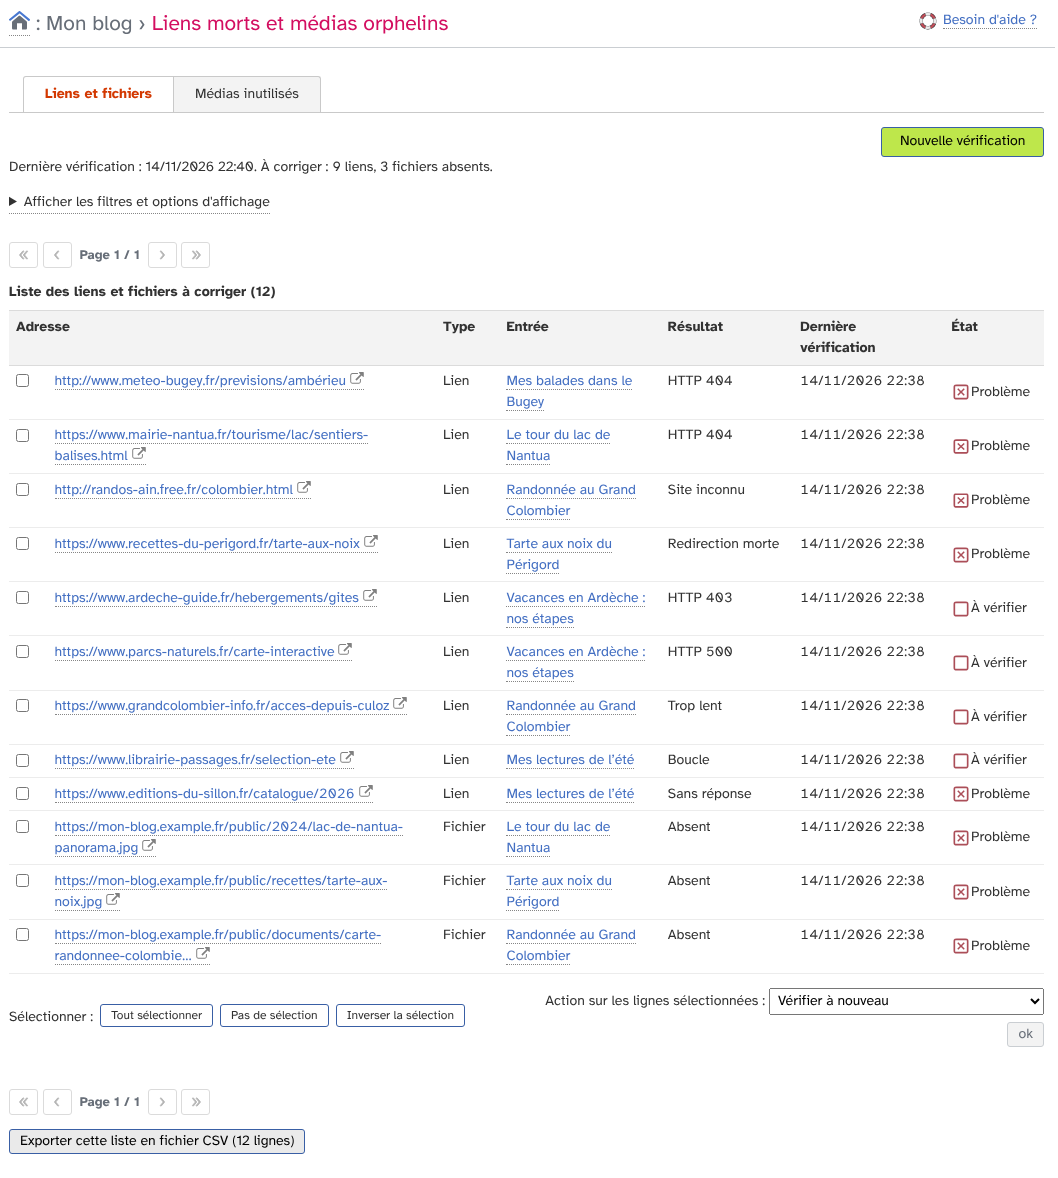 : Mon blog › Liens morts et médias orphelins
Besoin d'aide ?
Liens et fichiers
Médias inutilisés
Nouvelle vérification
Dernière vérification : 14/11/2026 22:40. À corriger : 9 liens, 3 fichiers absents.
Afficher les filtres et options d'affichage
« ‹ Page 1 / 1 › »
Liste des liens et fichiers à corriger (12)
Adresse Type Entrée Résultat Dernière vérification État
http://www.meteo-bugey.fr/previsions/ambérieu Lien Mes balades dans le Bugey HTTP 404 14/11/2026 22:38 Problème
https://www.mairie-nantua.fr/tourisme/lac/sentiers-balises.html Lien Le tour du lac de Nantua HTTP 404 14/11/2026 22:38 Problème
http://randos-ain.free.fr/colombier.html Lien Randonnée au Grand Colombier Site inconnu 14/11/2026 22:38 Problème
https://www.recettes-du-perigord.fr/tarte-aux-noix Lien Tarte aux noix du Périgord Redirection morte 14/11/2026 22:38 Problème
https://www.ardeche-guide.fr/hebergements/gites Lien Vacances en Ardèche : nos étapes HTTP 403 14/11/2026 22:38 À vérifier
https://www.parcs-naturels.fr/carte-interactive Lien Vacances en Ardèche : nos étapes HTTP 500 14/11/2026 22:38 À vérifier
https://www.grandcolombier-info.fr/acces-depuis-culoz Lien Randonnée au Grand Colombier Trop lent 14/11/2026 22:38 À vérifier
https://www.librairie-passages.fr/selection-ete Lien Mes lectures de l'été Boucle 14/11/2026 22:38 À vérifier
https://www.editions-du-sillon.fr/catalogue/2026 Lien Mes lectures de l'été Sans réponse 14/11/2026 22:38 Problème
https://mon-blog.example.fr/public/2024/lac-de-nantua-panorama.jpg Fichier Le tour du lac de Nantua Absent 14/11/2026 22:38 Problème
https://mon-blog.example.fr/public/recettes/tarte-aux-noix.jpg Fichier Tarte aux noix du Périgord Absent 14/11/2026 22:38 Problème
https://mon-blog.example.fr/public/documents/carte-randonnee-colombie... Fichier Randonnée au Grand Colombier Absent 14/11/2026 22:38 Problème
Sélectionner : Tout sélectionner Pas de sélection Inverser la sélection
Action sur les lignes sélectionnées : Vérifier à nouveau
ok
« ‹ Page 1 / 1 › »
Exporter cette liste en fichier CSV (12 lignes)